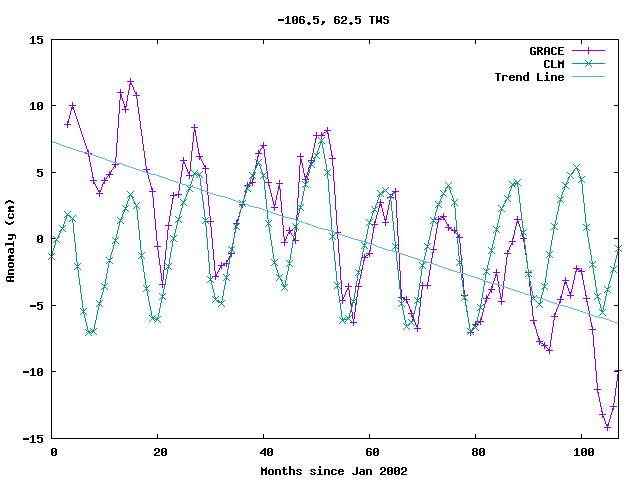 -106.5, 62.5 TWS
GRACE
CLM
Trend Line
15
10
5
0
-5
-10
-15
Anomaly (cm)
0 20 40 60 80 100
Months since Jan 2002